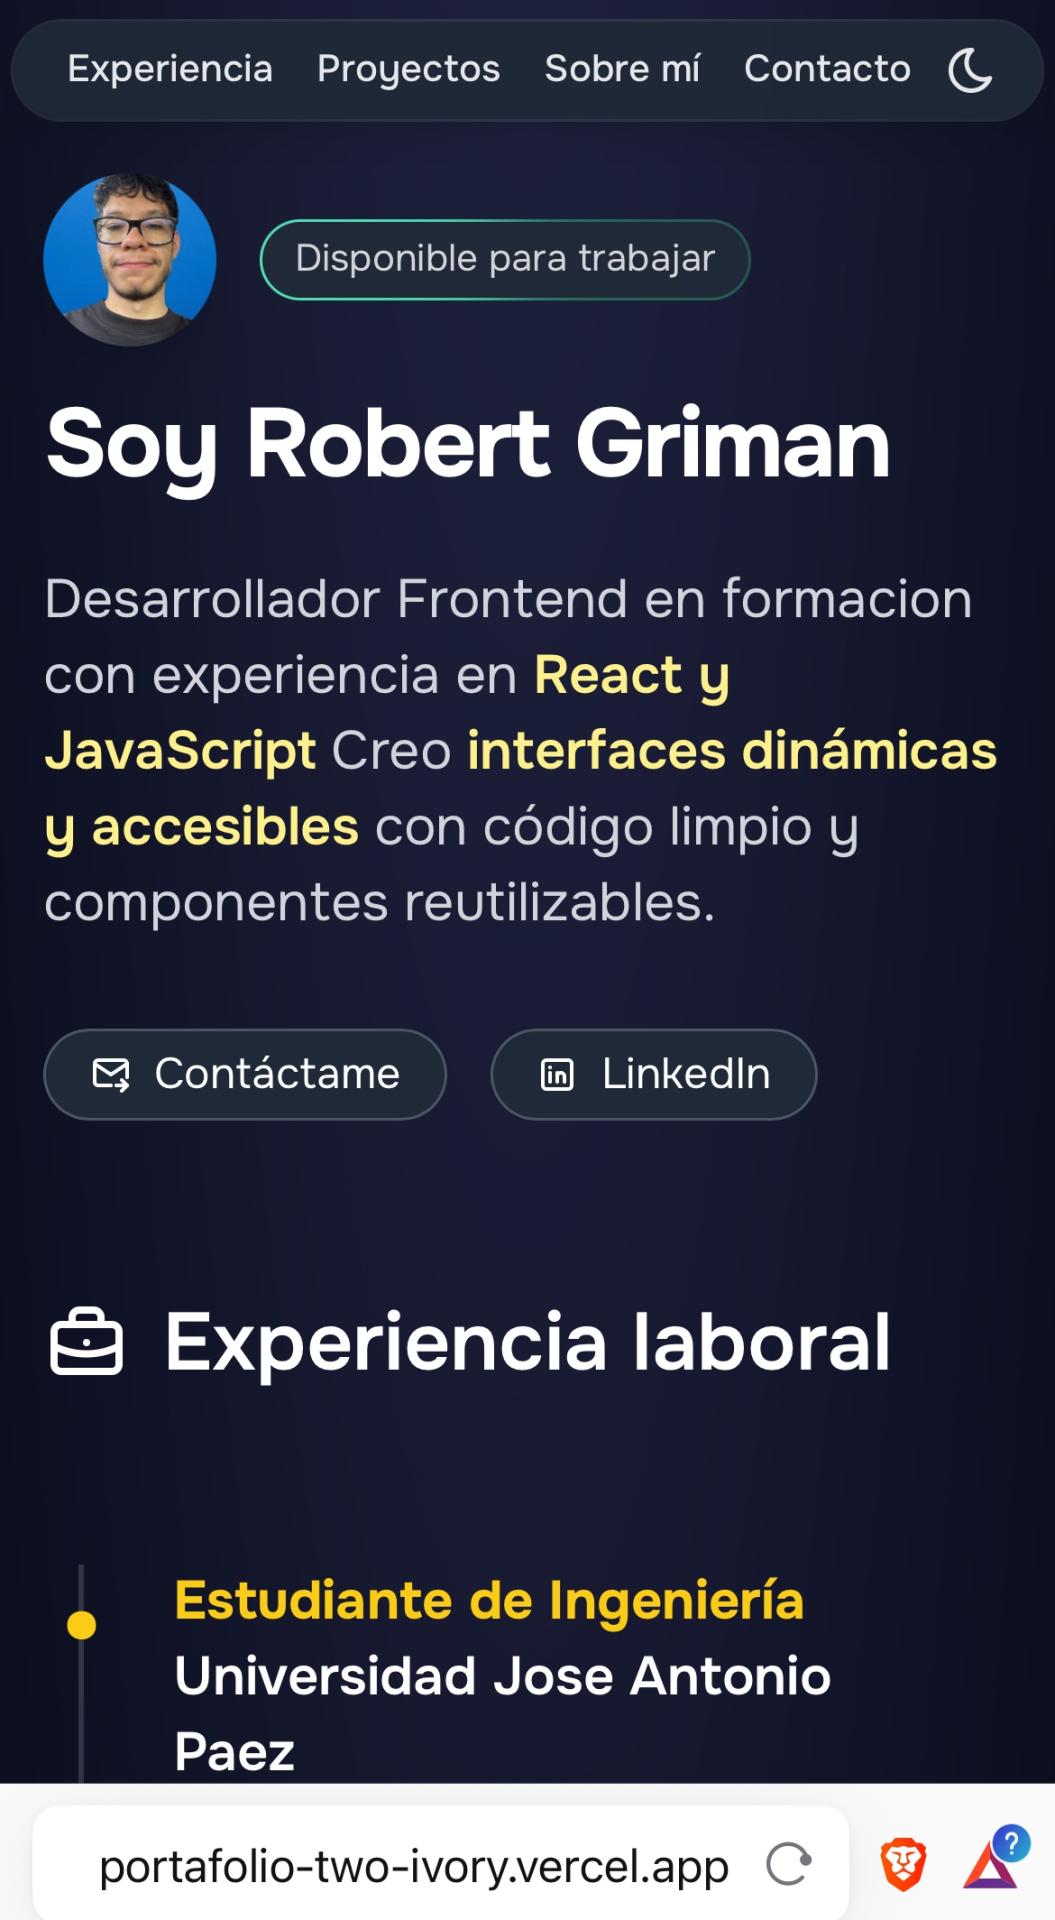 Experiencia Proyectos Sobre mí Contacto
Disponible para trabajar
Soy Robert Griman
Desarrollador Frontend en formacion
con experiencia en React y
JavaScript Creo interfaces dinámicas
y accesibles con código limpio y
componentes reutilizables.
Contáctame LinkedIn
Experiencia laboral
Estudiante de Ingeniería
Universidad Jose Antonio
Paez
portafolio-two-ivory.vercel.app ?